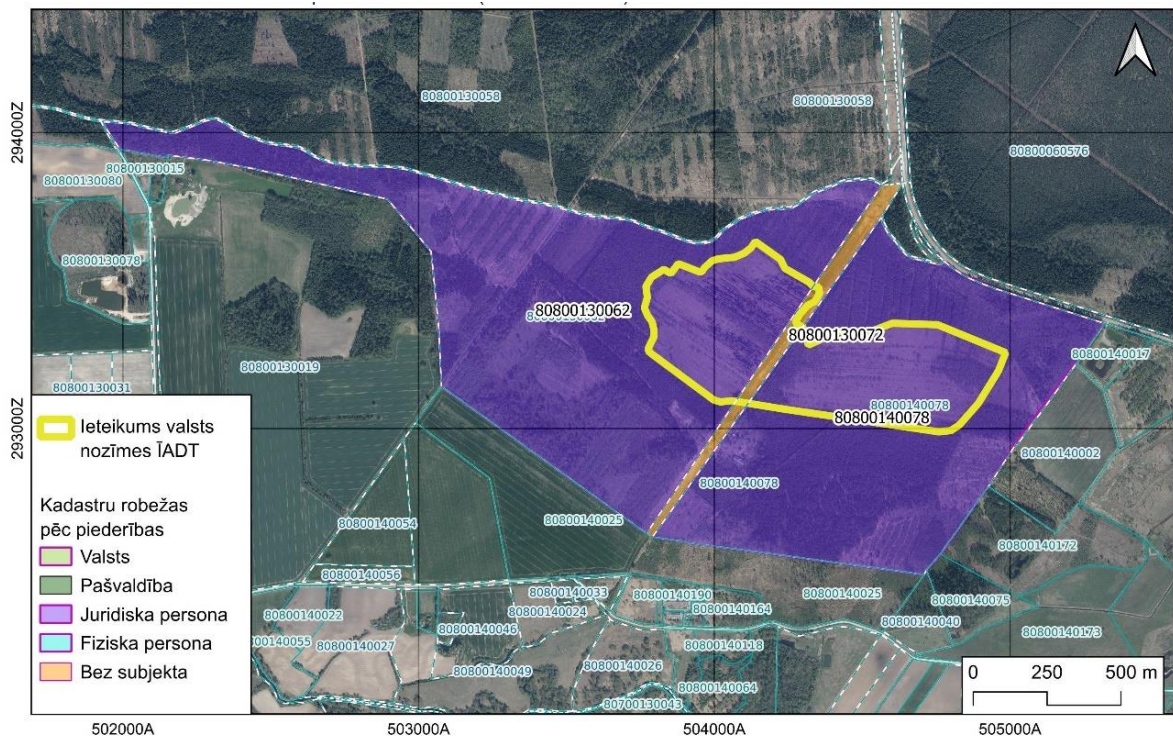 80800130058
80800130058
294000Z
80800060576
80800130015
80800130080
80800130078
80800130062
80800130072
80800140017
80800130019
80800130031
80800140078
80800140078
293000Z
Ieteikums valsts
nozīmes ĪADT
80800140002
80800140078
Kadastru robežas
pēc piederības
Valsts
Pašvaldība
Juridiska persona
Fiziska persona
Bez subjekta
80800140054
80800140025
80800140172
80800140056
80800140033
80800140190
80800140025
80800140075
80800140022
80800140024
80800140164
80800140040
80800140046
80800140173
80800140027
80800140118
80800140049
80800140026
80800140064
80700130043
0 250 500 m
502000A
503000A
504000A
505000A